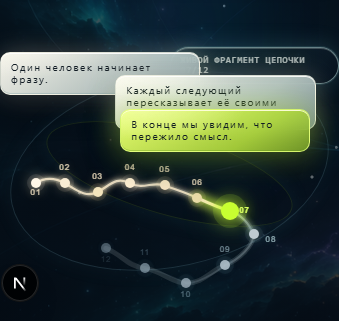 ОЙ ФРАГМЕНТ ЦЕПОЧКИ
12
Один человек начинает
фразу.
Каждый следующий
пересказывает её своими
В конце мы увидим, что
пережило смысл.
01
02
03
04
05
06
07
08
09
10
11
12
N